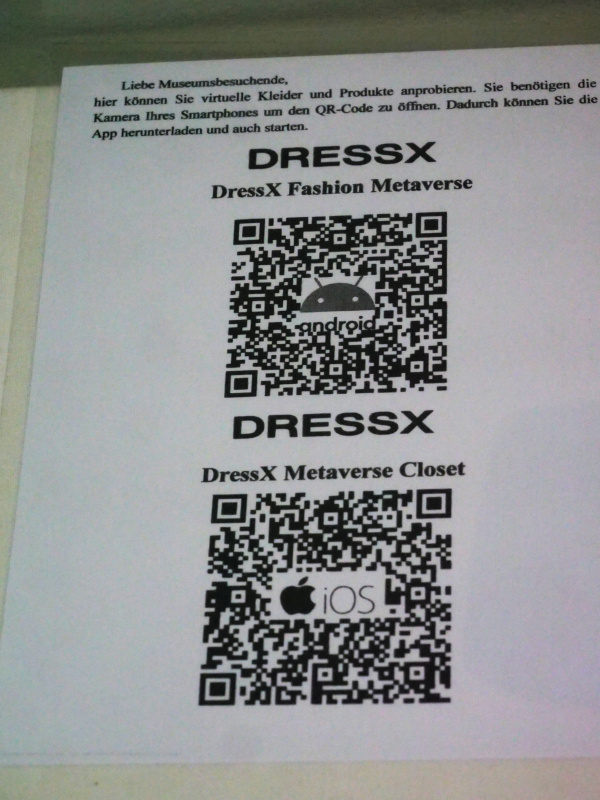 Liebe Museumsbesuchende,
hier können Sie virtuelle Kleider und Produkte anprobieren. Sie benötigen die
Kamera Ihres Smartphones um den QR-Code zu öffnen. Dadurch können Sie die
App herunterladen und auch starten.
DRESSX
DressX Fashion Metaverse
android
DRESSX
DressX Metaverse Closet
iOS